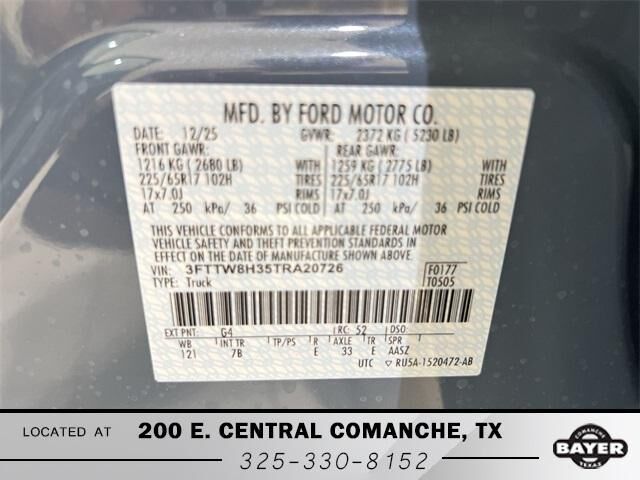 MFD. BY FORD MOTOR CO.
DATE: 12/25 GVWR: 2372 KG ( 5230 LB)
FRONT GAWR: REAR GAWR:
1216 KG ( 2680 LB) WITH 1259 KG ( 2775 LB) WITH
225/65R17 102H TIRES 225/65R17 102H TIRES
17x7.0J RIMS 17x7.0J RIMS
AT 250 kPa/ 36 PSI COLD AT 250 kPa/ 36 PSI COLD
THIS VEHICLE CONFORMS TO ALL APPLICABLE FEDERAL MOTOR
VEHICLE SAFETY AND THEFT PREVENTION STANDARDS IN
EFFECT ON THE DATE OF MANUFACTURE SHOWN ABOVE.
VIN: 3FTTW8H35TRA20726 F0177
TYPE: Truck T0505
EXT PNT: G4 RC: 52 DSO:
WB INT TR TP/PS R AXLE TR SPR
121 7B E 33 E AASZ
UTC ▽ RU5A-1520472-AB
LOCATED AT 200 E. CENTRAL COMANCHE, TX
325-330-8152
COMANCHE
BAYER
TEXAS